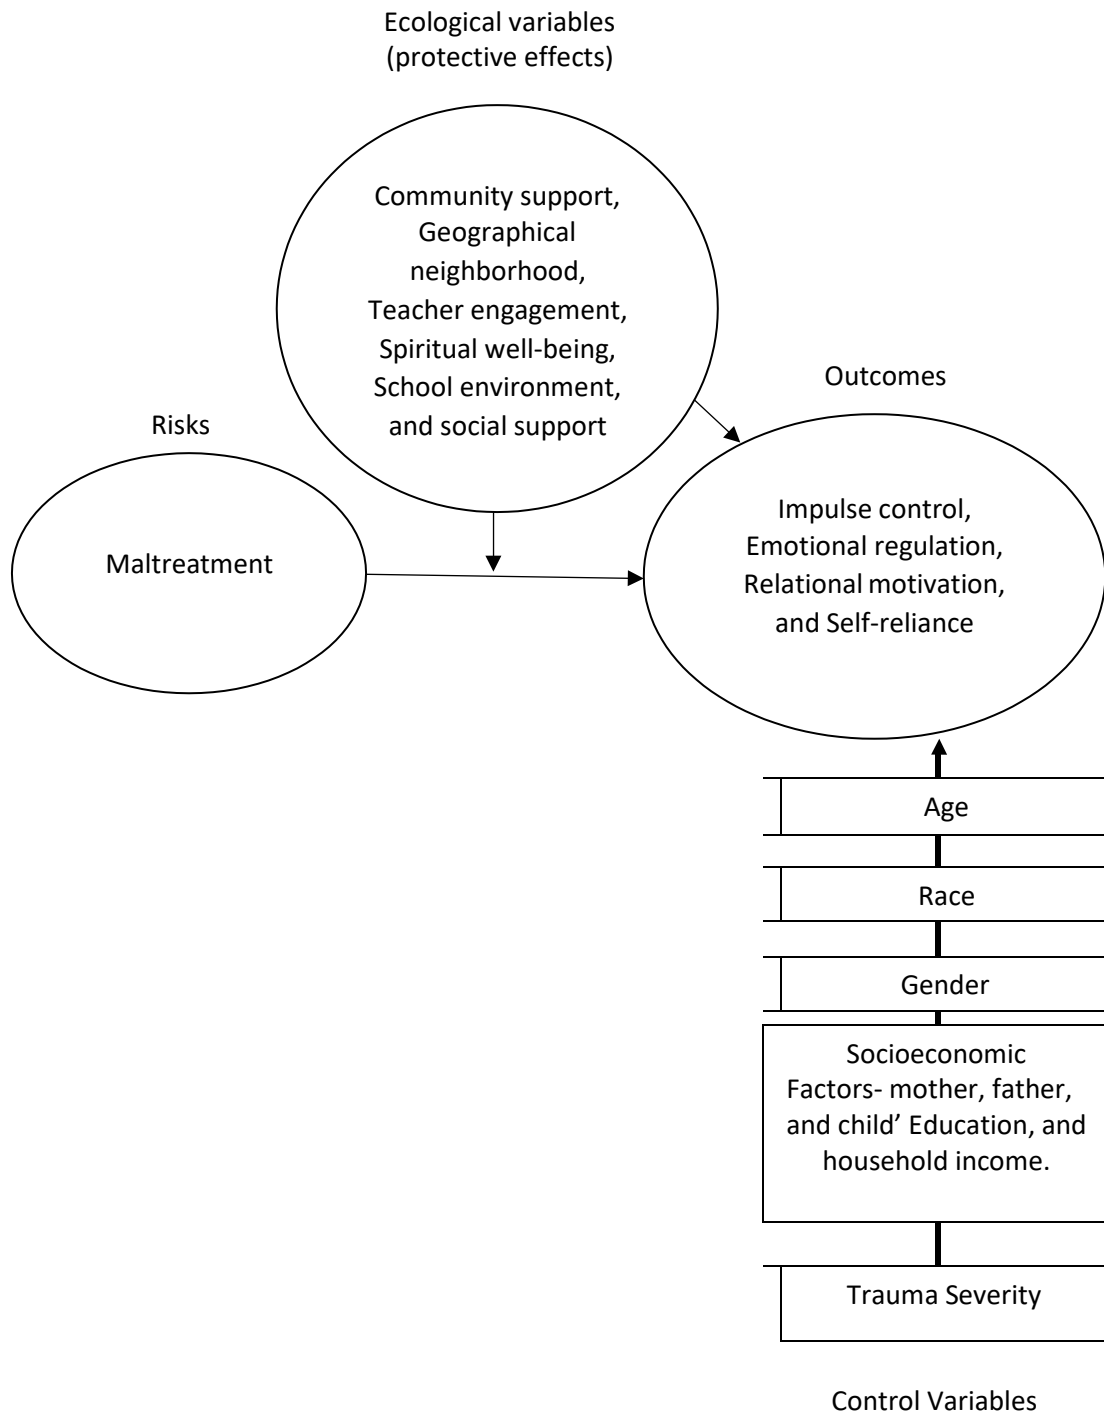 Ecological variables
(protective effects)
Community support,
Geographical
neighborhood,
Teacher engagement,
Spiritual well-being,
School environment,
and social support
Risks
Maltreatment
Outcomes
Impulse control,
Emotional regulation,
Relational motivation,
and Self-reliance
Age
Race
Gender
Socioeconomic
Factors- mother, father,
and child’ Education, and
household income.
Trauma Severity
Control Variables